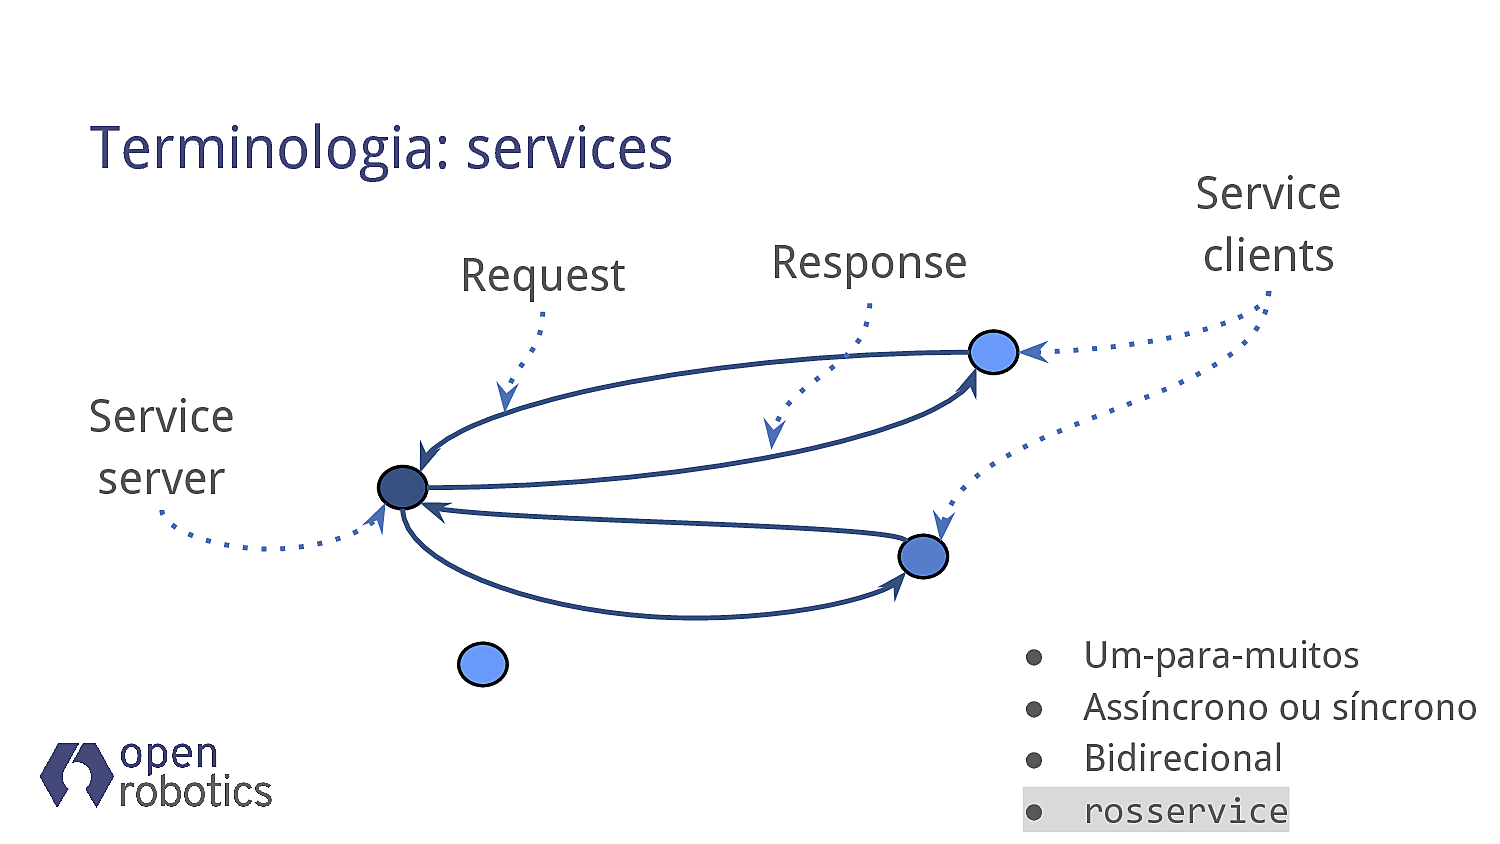 Terminologia: services
Service
clients
Request
Response
Service
server
● Um-para-muitos
● Assíncrono ou síncrono
● Bidirecional
● rosservice
open
robotics